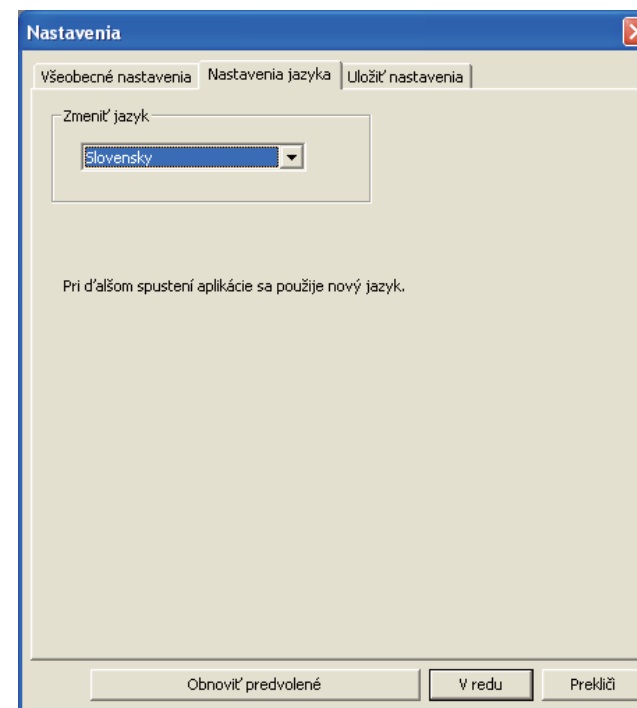 Nastavenia
Všeobecné nastavenia Nastavenia jazyka Uložiť nastavenia
Zmeniť jazyk
Slovensky
Pri ďalšom spustení aplikácie sa použije nový jazyk.
Obnoviť predvolené V redu Prekliči